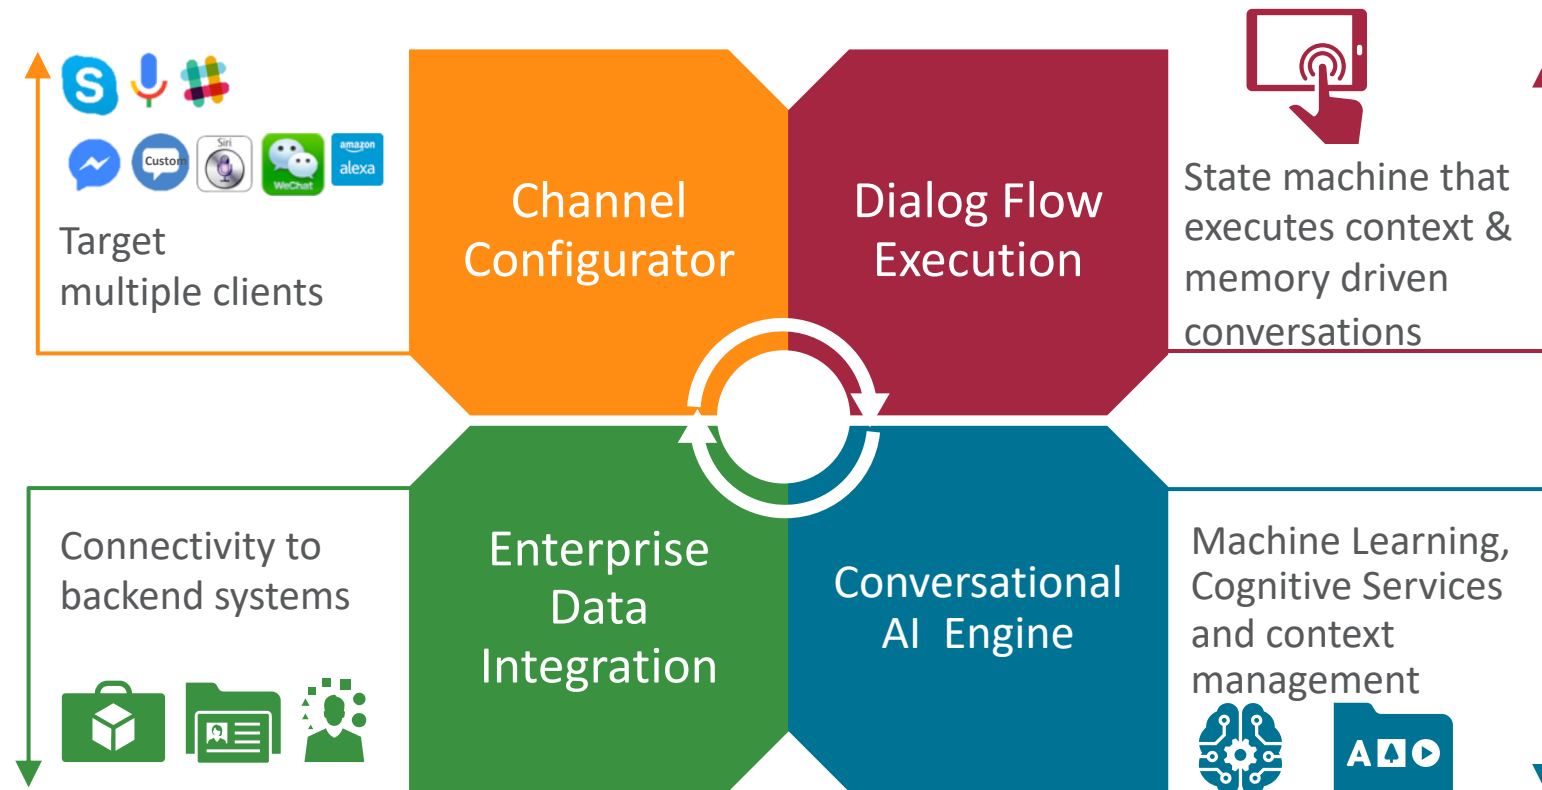 S
Custom
Siri
WeChat
amazon
alexa
Target
multiple clients
Channel
Configurator
Dialog Flow
Execution
State machine that
executes context &
memory driven
conversations
Connectivity to
backend systems
Enterprise
Data
Integration
Conversational
AI Engine
Machine Learning,
Cognitive Services
and context
management
A